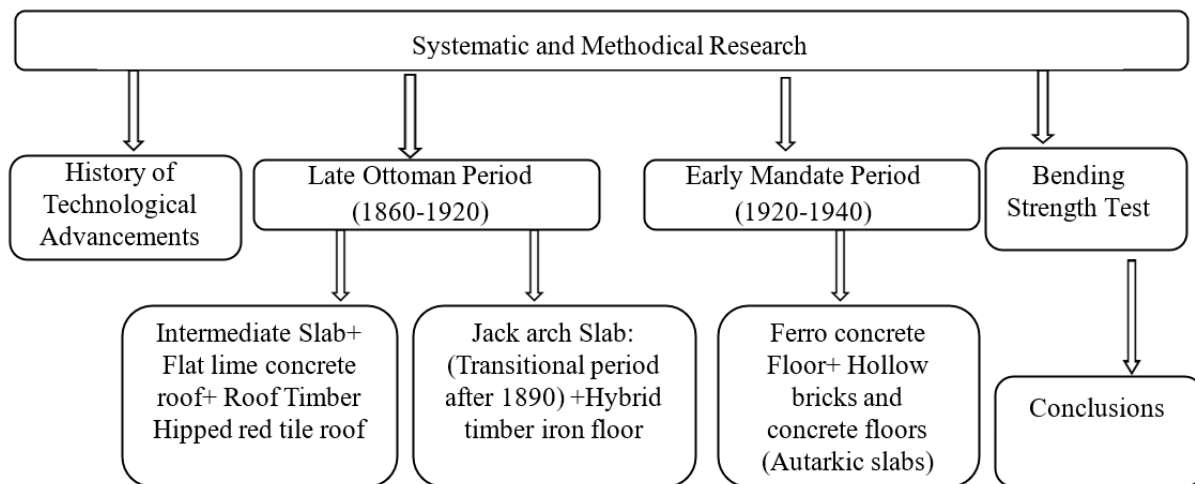 Systematic and Methodical Research
History of
Technological
Advancements
Late Ottoman Period
(1860-1920)
Early Mandate Period
(1920-1940)
Bending
Strength Test
Intermediate Slab+
Flat lime concrete
roof+ Roof Timber
Hipped red tile roof
Jack arch Slab:
(Transitional period
after 1890) +Hybrid
timber iron floor
Ferro concrete
Floor+ Hollow
bricks and
concrete floors
(Autarkic slabs)
Conclusions